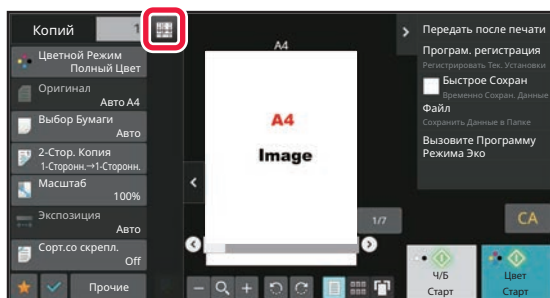 Копий
1
Цветной Режим
Полный Цвет
Оригинал
Авто A4
Выбор Бумаги
Авто
2-Стор. Копия
1-Сторонн.→1-Сторонн.
Масштаб
100%
Экспозиция
Авто
Сорт.со скрепл.
Off
Прочие
A4
A4
Image
1/7
Передать после печати
Програм. регистрация
Регистрировать Тек. Установки
Быстрое Сохран
Временно Сохран. Данные
Файл
Сохранить Данные в Папке
Вызовите Программу
Режима Эко
CA
Ч/Б
Старт
Цвет
Старт